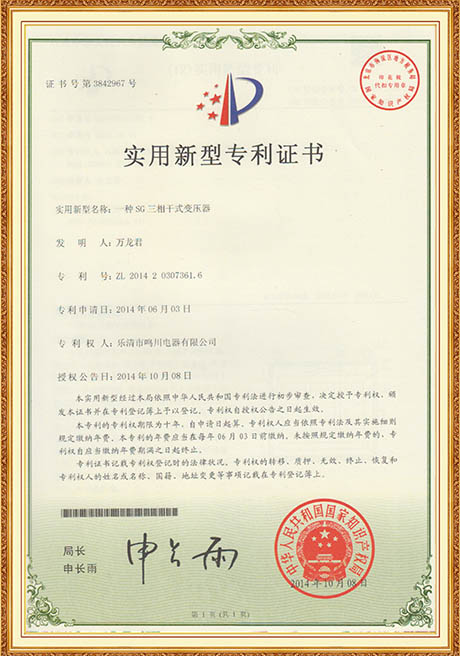 证书号第3842967号
印花税
代扣专用章
国家知识产权局
实用新型专利证书
实用新型名称：一种SG三相干式变压器
发明人：万龙君
专利号：ZL 2014 2 0307361.6
专利申请日：2014年06月03日
专利权人：乐清市鸣川电器有限公司
授权公告日：2014年10月08日
本实用新型经过本局依照中华人民共和国专利法进行初步审查，决定授予专利权，颁
发本证书并在专利登记簿上予以登记。专利权自授权公告之日起生效。
本专利的专利权期限为十年，自申请日起算。专利权人应当依照专利法及其实施细则
规定缴纳年费。本专利的年费应当在每年06月03日前缴纳。未按照规定缴纳年费的，专
利权自应当缴纳年费期满之日起终止。
专利证书记载专利权登记时的法律状况。专利权的转移、质押、无效、终止、恢复和
专利权人的姓名或名称、国籍、地址变更等事项记载在专利登记簿上。
局长
申长雨
申长雨
中华人民共和国国家知识产权局
2014年10月08日
第1页(共1页)